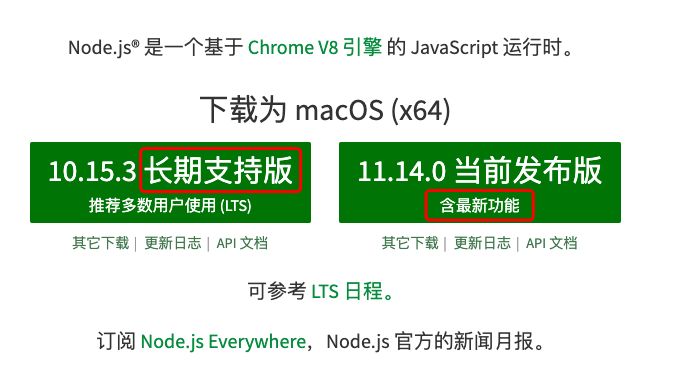 Node.js® 是一个基于 Chrome V8 引擎 的 JavaScript 运行时。
下载为 macOS (x64)
10.15.3 长期支持版
推荐多数用户使用 (LTS)
其它下载 | 更新日志 | API 文档
11.14.0 当前发布版
含最新功能
其它下载 | 更新日志 | API 文档
可参考 LTS 日程。
订阅 Node.js Everywhere，Node.js 官方的新闻月报。